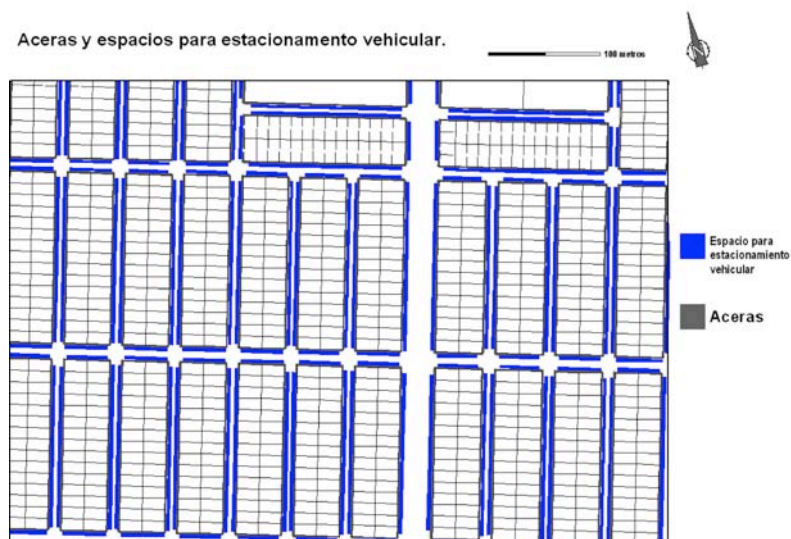 Aceras y espacios para estacionamento vehicular.
100 metros
Espacio para
estacionamiento
vehicular
Aceras